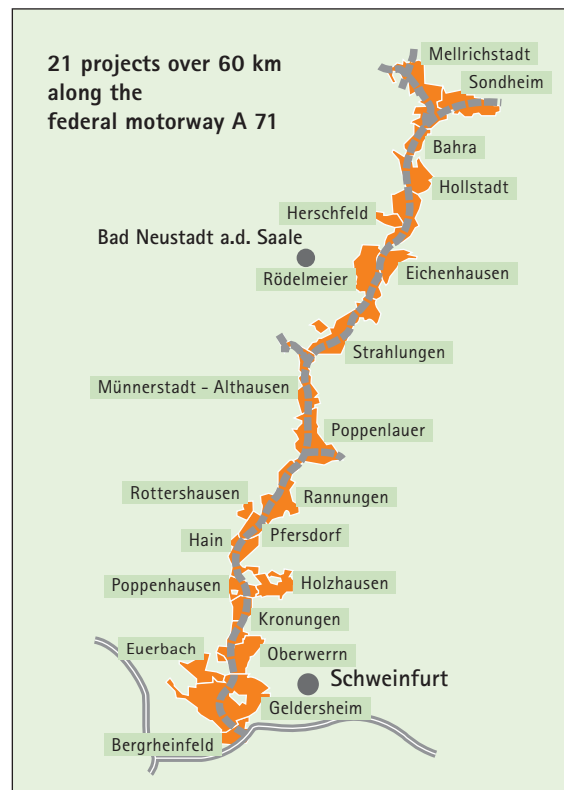 21 projects over 60 km
along the
federal motorway A 71
Mellrichstadt
Sondheim
Bahra
Hollstadt
Herschfeld
Bad Neustadt a.d. Saale
Rödelmeier
Eichenhausen
Strahlungen
Münnerstadt - Althausen
Poppenlauer
Rottershausen
Rannungen
Hain
Pfersdorf
Poppenhausen
Holzhausen
Kronungen
Euerbach
Oberwerrn
Schweinfurt
Geldersheim
Bergrheinfeld